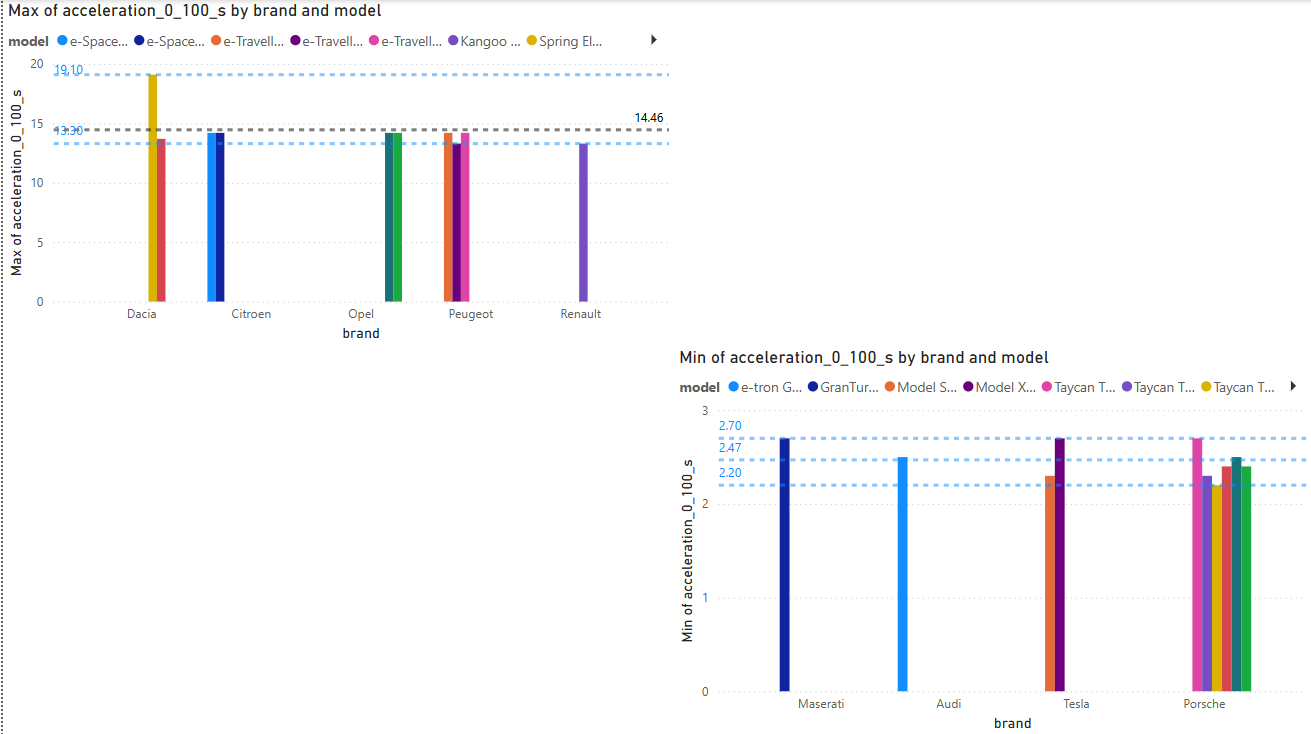 Max of acceleration_0_100_s by brand and model
model e-Space... e-Space... e-Travell... e-Travell... e-Travell... Kangoo ... Spring El...
20
19.10
15
14.46
13.30
10
5
0
Max of acceleration_0_100_s
Dacia Citroen Opel Peugeot Renault
brand
Min of acceleration_0_100_s by brand and model
model e-tron G... GranTur... Model S... Model X... Taycan T... Taycan T... Taycan T...
3
2.70
2.47
2.20
2
1
0
Min of acceleration_0_100_s
Maserati Audi Tesla Porsche
brand